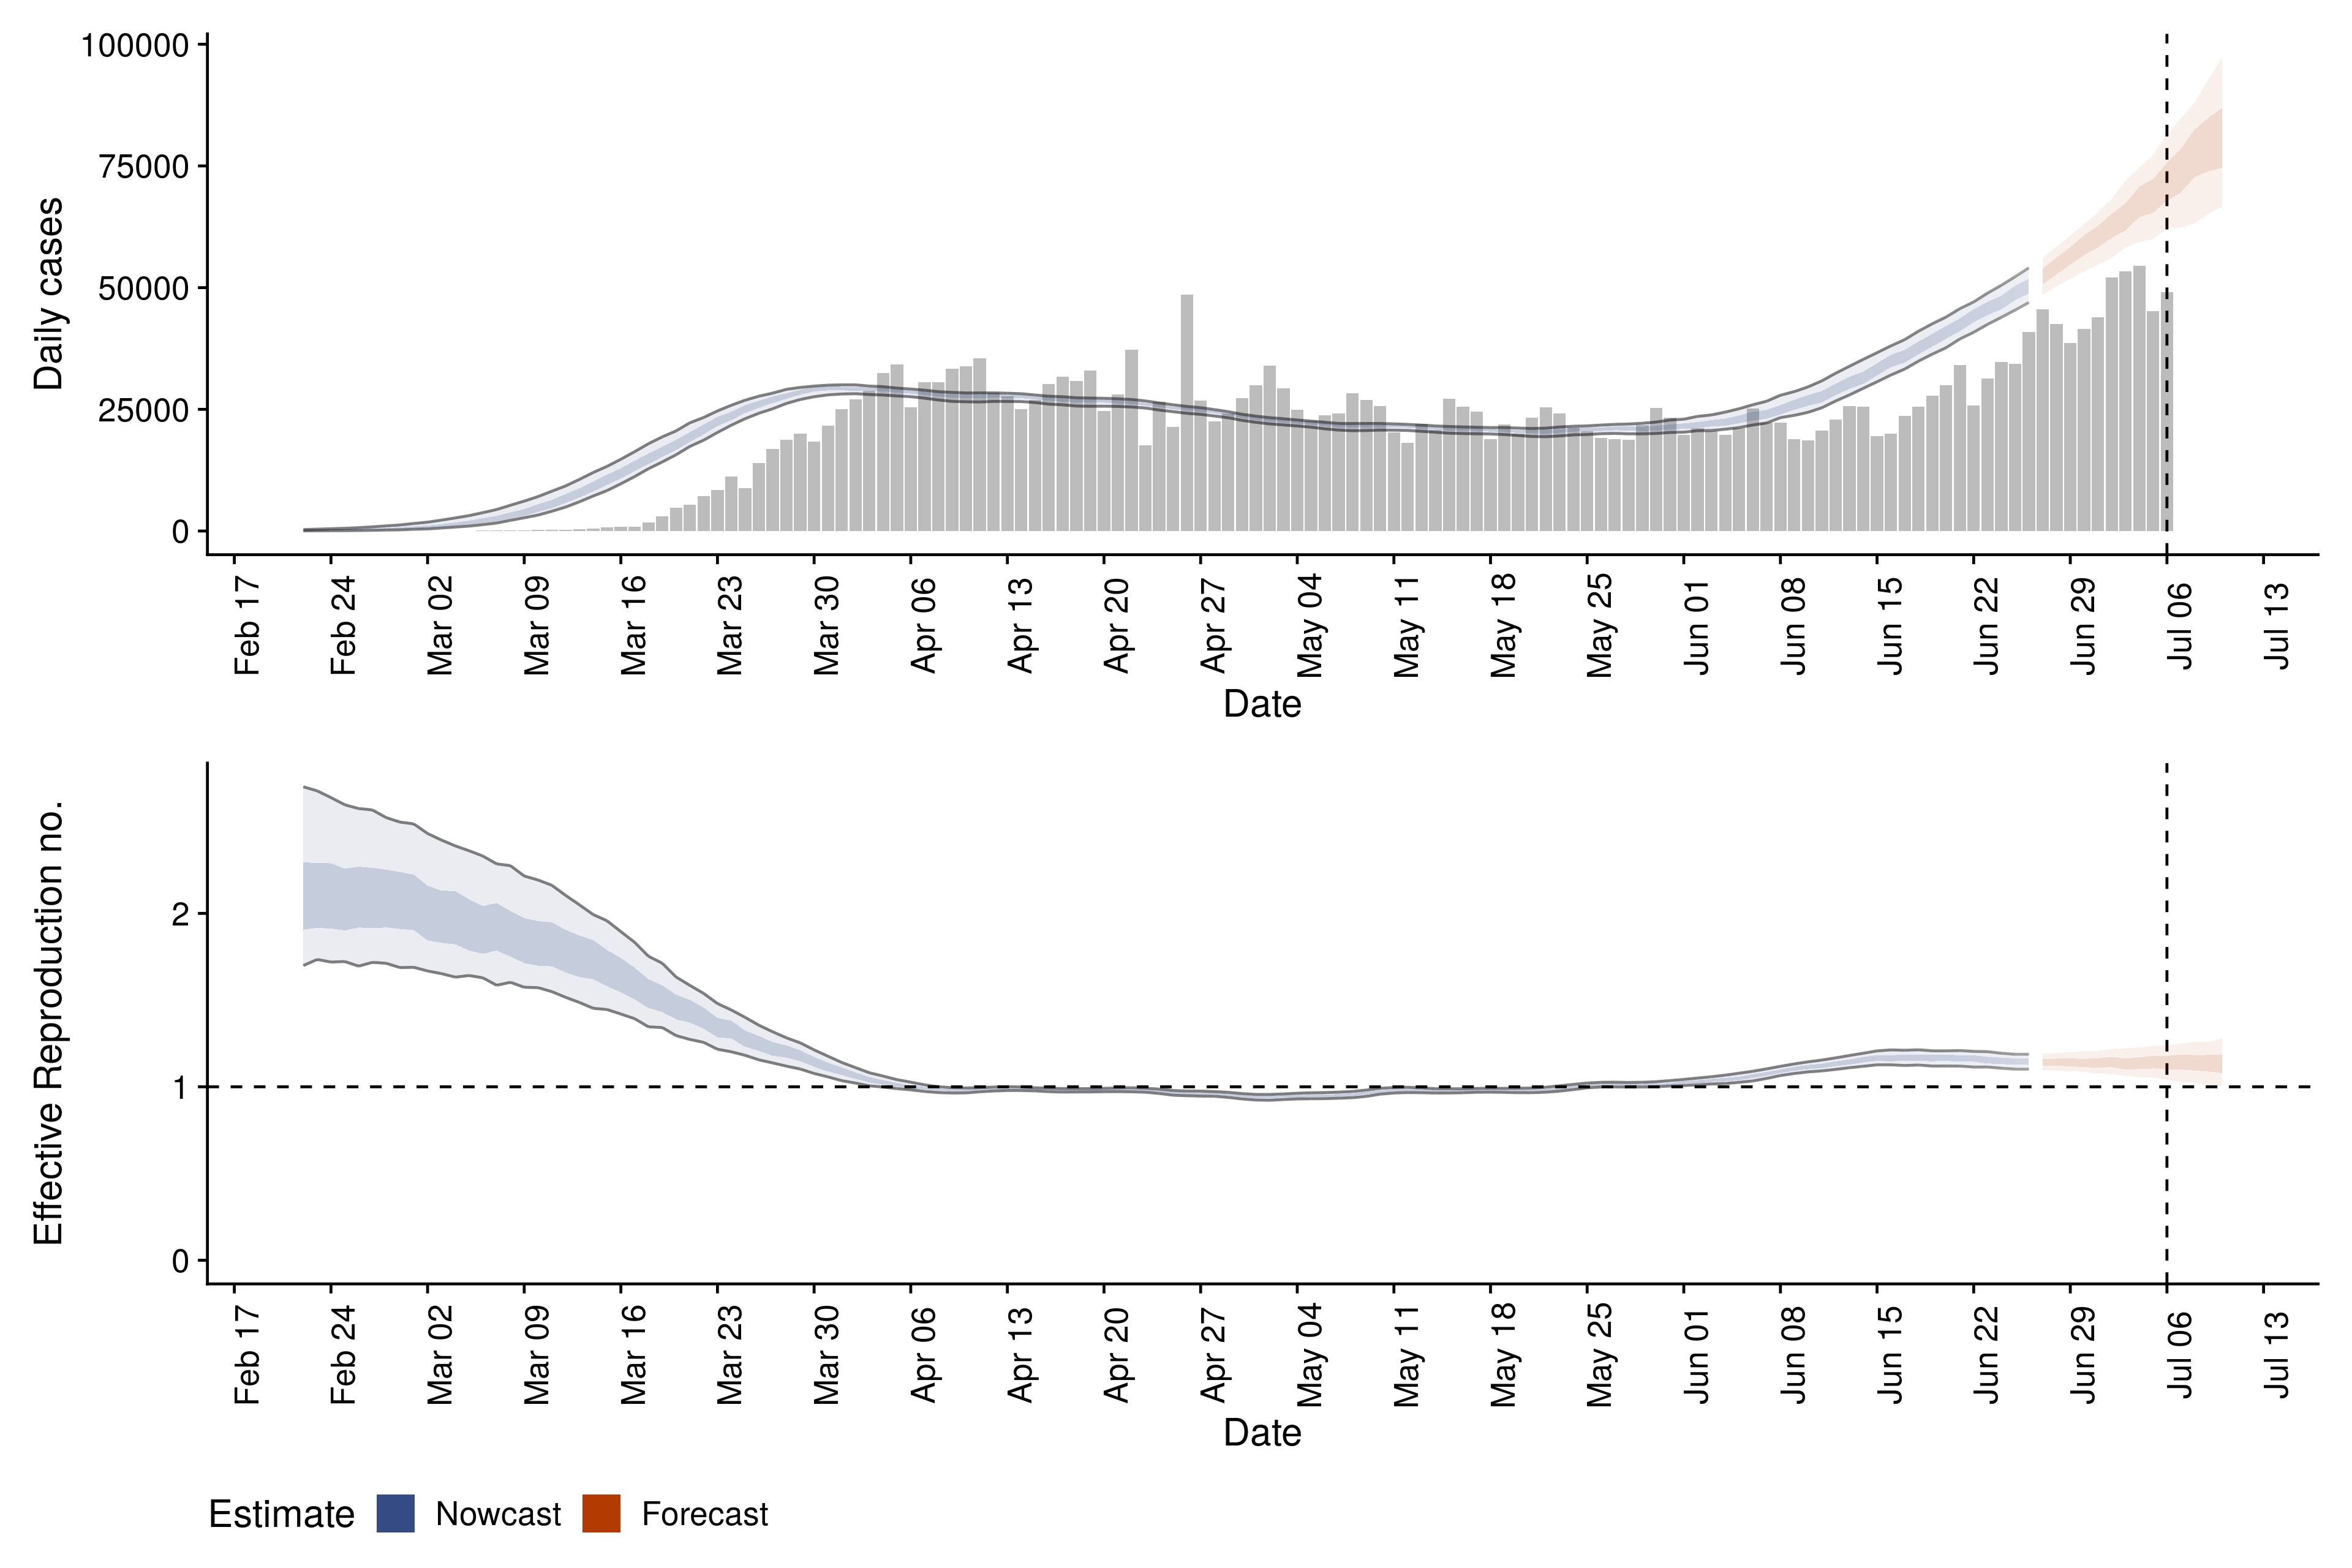 Daily cases
100000
75000
50000
25000
0
Feb 17
Feb 24
Mar 02
Mar 09
Mar 16
Mar 23
Mar 30
Apr 06
Apr 13
Apr 20
Apr 27
May 04
May 11
May 18
May 25
Jun 01
Jun 08
Jun 15
Jun 22
Jun 29
Jul 06
Jul 13
Date
Effective Reproduction no.
2
1
0
Feb 17
Feb 24
Mar 02
Mar 09
Mar 16
Mar 23
Mar 30
Apr 06
Apr 13
Apr 20
Apr 27
May 04
May 11
May 18
May 25
Jun 01
Jun 08
Jun 15
Jun 22
Jun 29
Jul 06
Jul 13
Date
Estimate Nowcast Forecast